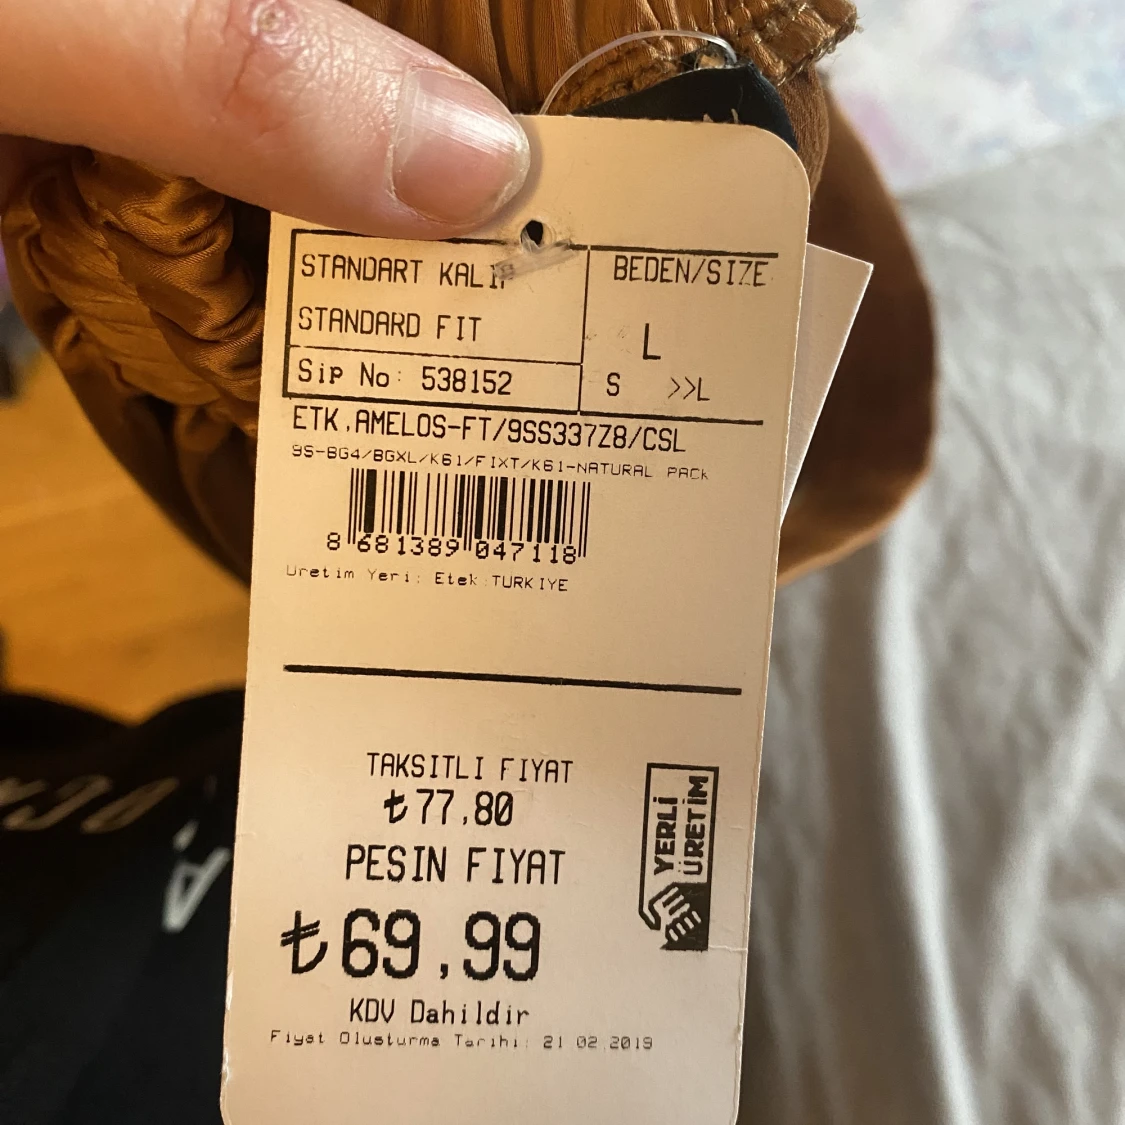 STANDART KALIP
STANDARD FIT
Sip No: 538152
BEDEN/SIZE
L
S >>L
ETK.AMELOS-FT/9SS337Z8/CSL
9S-BG4/BGXL/K61/FIXT/K61-NATURAL PACK
8 681389 047118
Uretim Yeri: Etek:TURKIYE
TAKSITLI FIYAT
₺77,80
PESIN FIYAT
₺69,99
KDV Dahildir
Fiyat Olusturma Tarihi: 21.02.2019
YERLİ
ÜRETİM